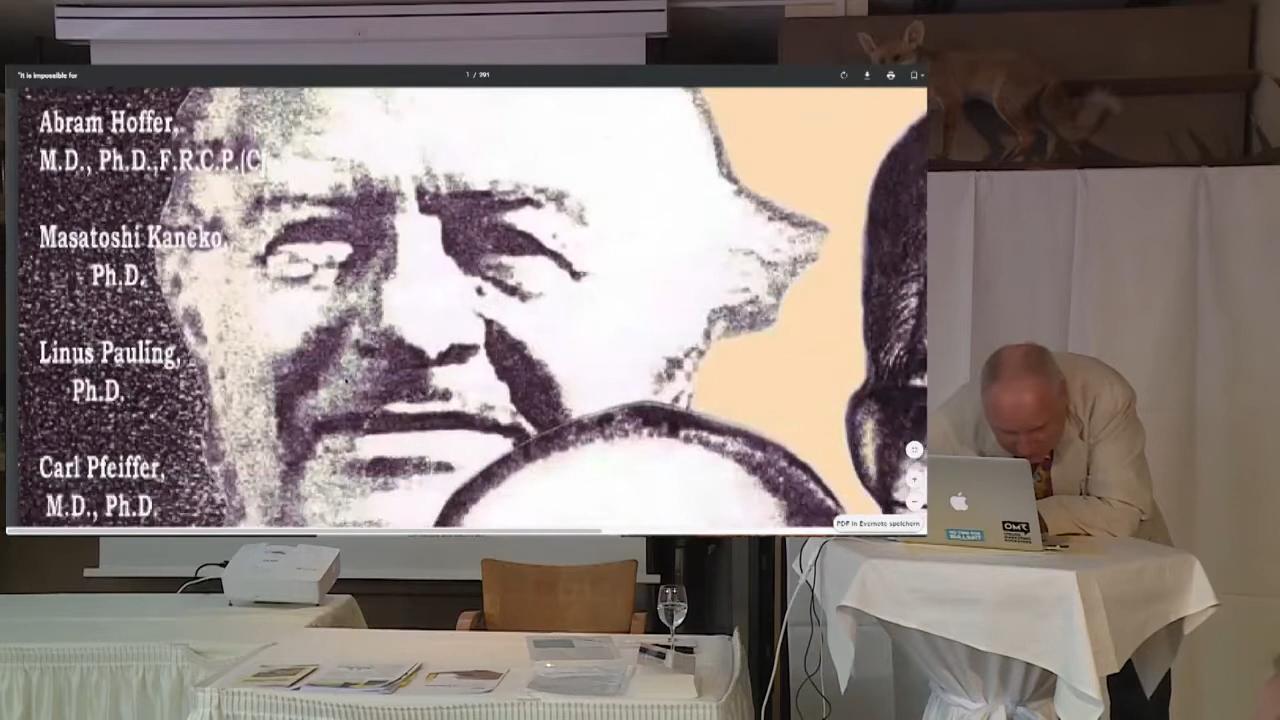 "It is impossible for
1 / 291
Abram Hoffer,
M.D., Ph.D.,F.R.C.P.(C)
Masatoshi Kaneko,
Ph.D.
Linus Pauling,
Ph.D.
Carl Pfeiffer,
M.D., Ph.D.
PDF in Evernote speichern
OMT